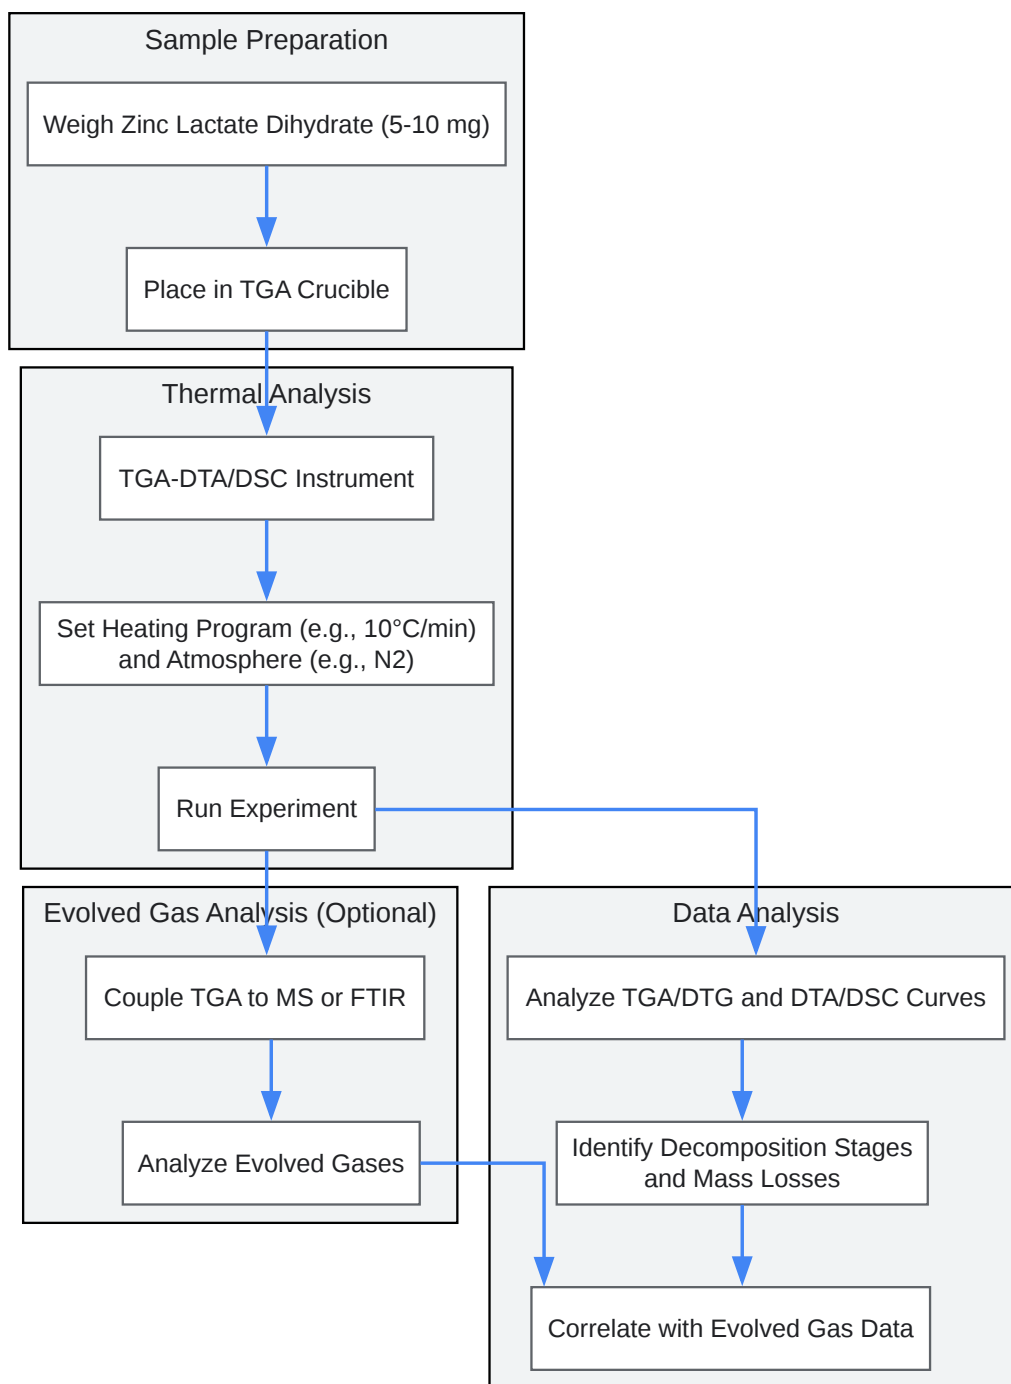 Sample Preparation
Weigh Zinc Lactate Dihydrate (5-10 mg)
Place in TGA Crucible
Thermal Analysis
TGA-DTA/DSC Instrument
Set Heating Program (e.g., 10°C/min)
and Atmosphere (e.g., N2)
Run Experiment
Evolved Gas Analysis (Optional)
Couple TGA to MS or FTIR
Analyze Evolved Gases
Data Analysis
Analyze TGA/DTG and DTA/DSC Curves
Identify Decomposition Stages
and Mass Losses
Correlate with Evolved Gas Data